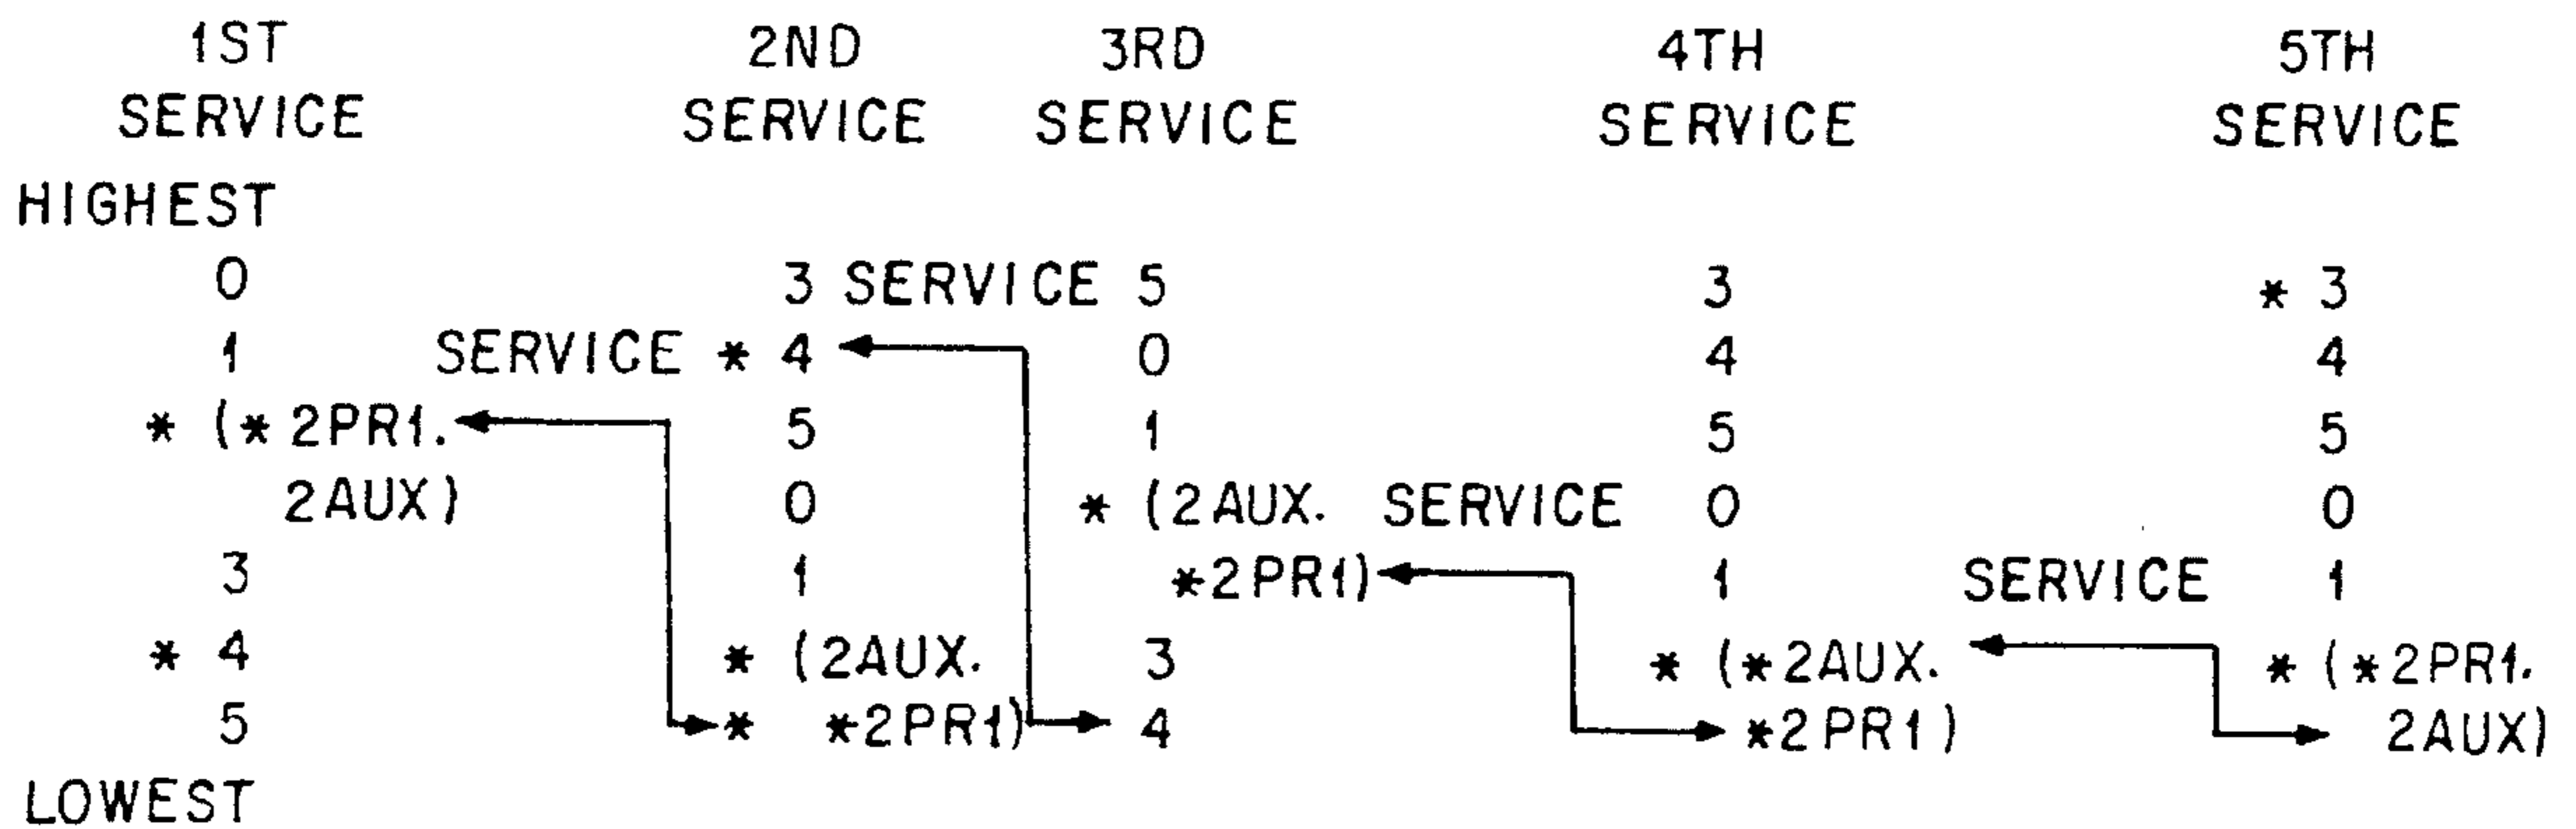 1ST 2ND 3RD 4TH 5TH
SERVICE SERVICE SERVICE SERVICE SERVICE
HIGHEST
0 3 SERVICE 5 3 * 3
1 SERVICE * 4 0 4 4
* (* 2PR1. 5 1 5 5
2AUX) 0 * (2AUX. SERVICE 0 0
3 1 *2PR1) 1 SERVICE 1
* 4 * (2AUX. 3 * (*2AUX. * (*2PR1.
5 * *2PR1) 4 *2PR1) 2AUX)
LOWEST